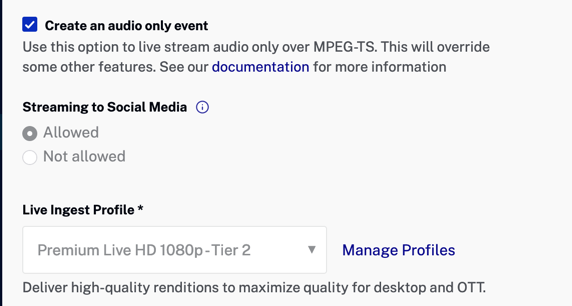 Create an audio only event
Use this option to live stream audio only over MPEG-TS. This will override
some other features. See our documentation for more information
Streaming to Social Media
Allowed
Not allowed
Live Ingest Profile *
Premium Live HD 1080p - Tier 2
Manage Profiles
Deliver high-quality renditions to maximize quality for desktop and OTT.